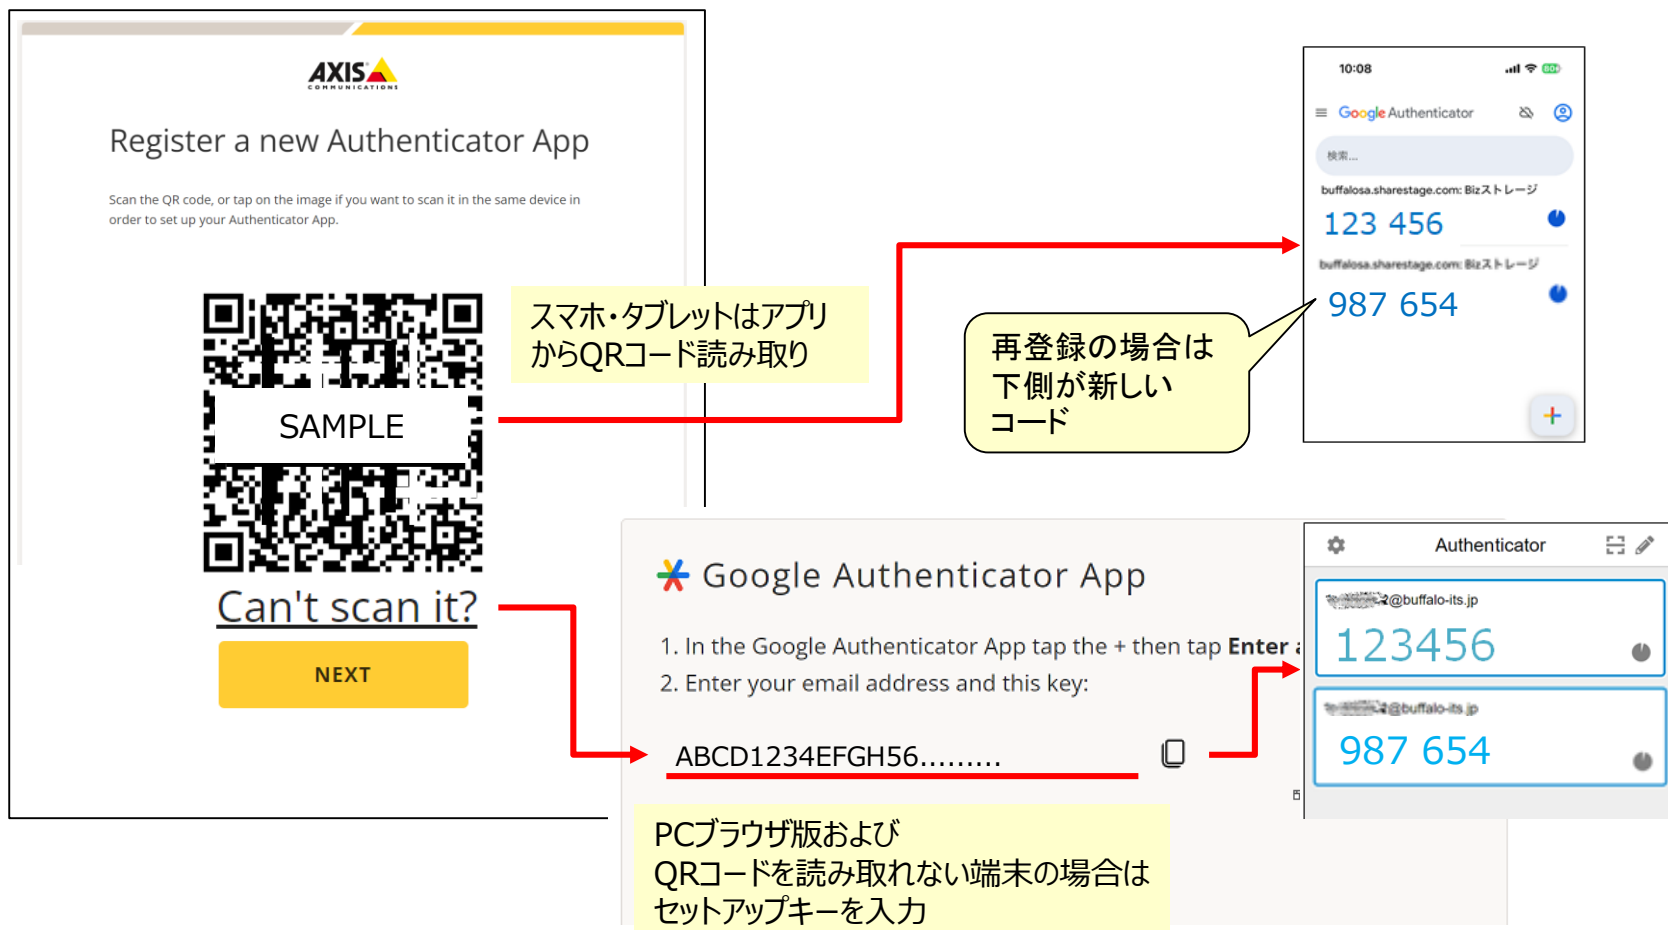 AXIS
COMMUNICATIONS
Register a new Authenticator App
Scan the QR code, or tap on the image if you want to scan it in the same device in
order to set up your Authenticator App.
SAMPLE
Can't scan it?
NEXT
スマホ・タブレットはアプリ
からQRコード読み取り
10:08
80
Google Authenticator
検索...
buffalosa.sharestage.com: Bizストレージ
123 456
buffalosa.sharestage.com: Bizストレージ
987 654
再登録の場合は
下側が新しい
コード
Google Authenticator App
1. In the Google Authenticator App tap the + then tap Enter a
2. Enter your email address and this key:
ABCD1234EFGH56.........
PCブラウザ版および
QRコードを読み取れない端末の場合は
セットアップキーを入力
Authenticator
@buffalo-its.jp
123456
@buffalo-its.jp
987 654